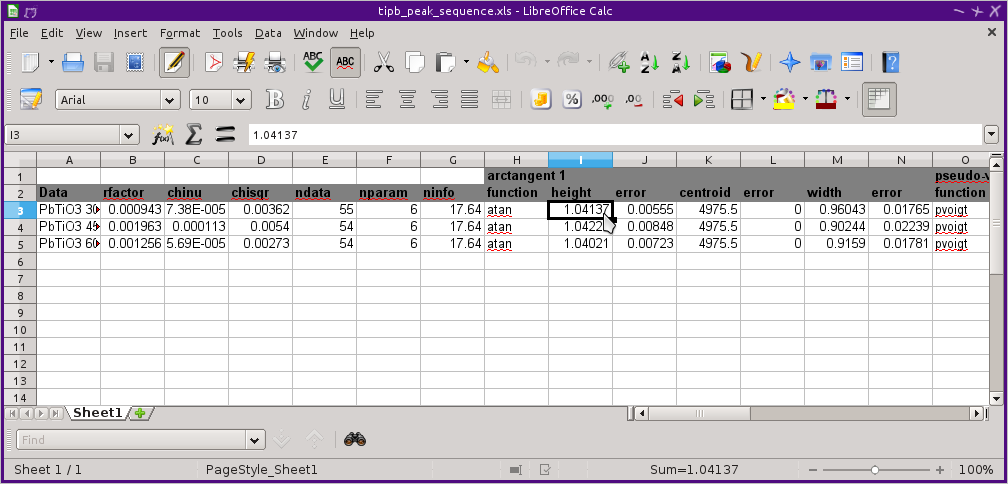 tipb_peak_sequence.xls - LibreOffice Calc
File Edit View Insert Format Tools Data Window Help
ABC ABC A Z Z A
Arial 10 B I U % .000 .00
I3 f(x) Σ = 1.04137
A B C D E F G H I J K L M N O
1 arctangent 1 pseudo-v
2 Data rfactor chinu chisqr ndata nparam ninfo function height error centroid error width error function
3 PbTiO3 30 0.000943 7.38E-005 0.00362 55 6 17.64 atan 1.04137 0.00555 4975.5 0 0.96043 0.01765 pvoigt
4 PbTiO3 45 0.001963 0.000113 0.0054 54 6 17.64 atan 1.0422 0.00848 4975.5 0 0.90244 0.02239 pvoigt
5 PbTiO3 60 0.001256 5.69E-005 0.00273 54 6 17.64 atan 1.04021 0.00723 4975.5 0 0.9159 0.01781 pvoigt
6
7
8
9
10
11
12
13
14
Sheet1
Find
Sheet 1 / 1 PageStyle_Sheet1 Sum=1.04137 100%